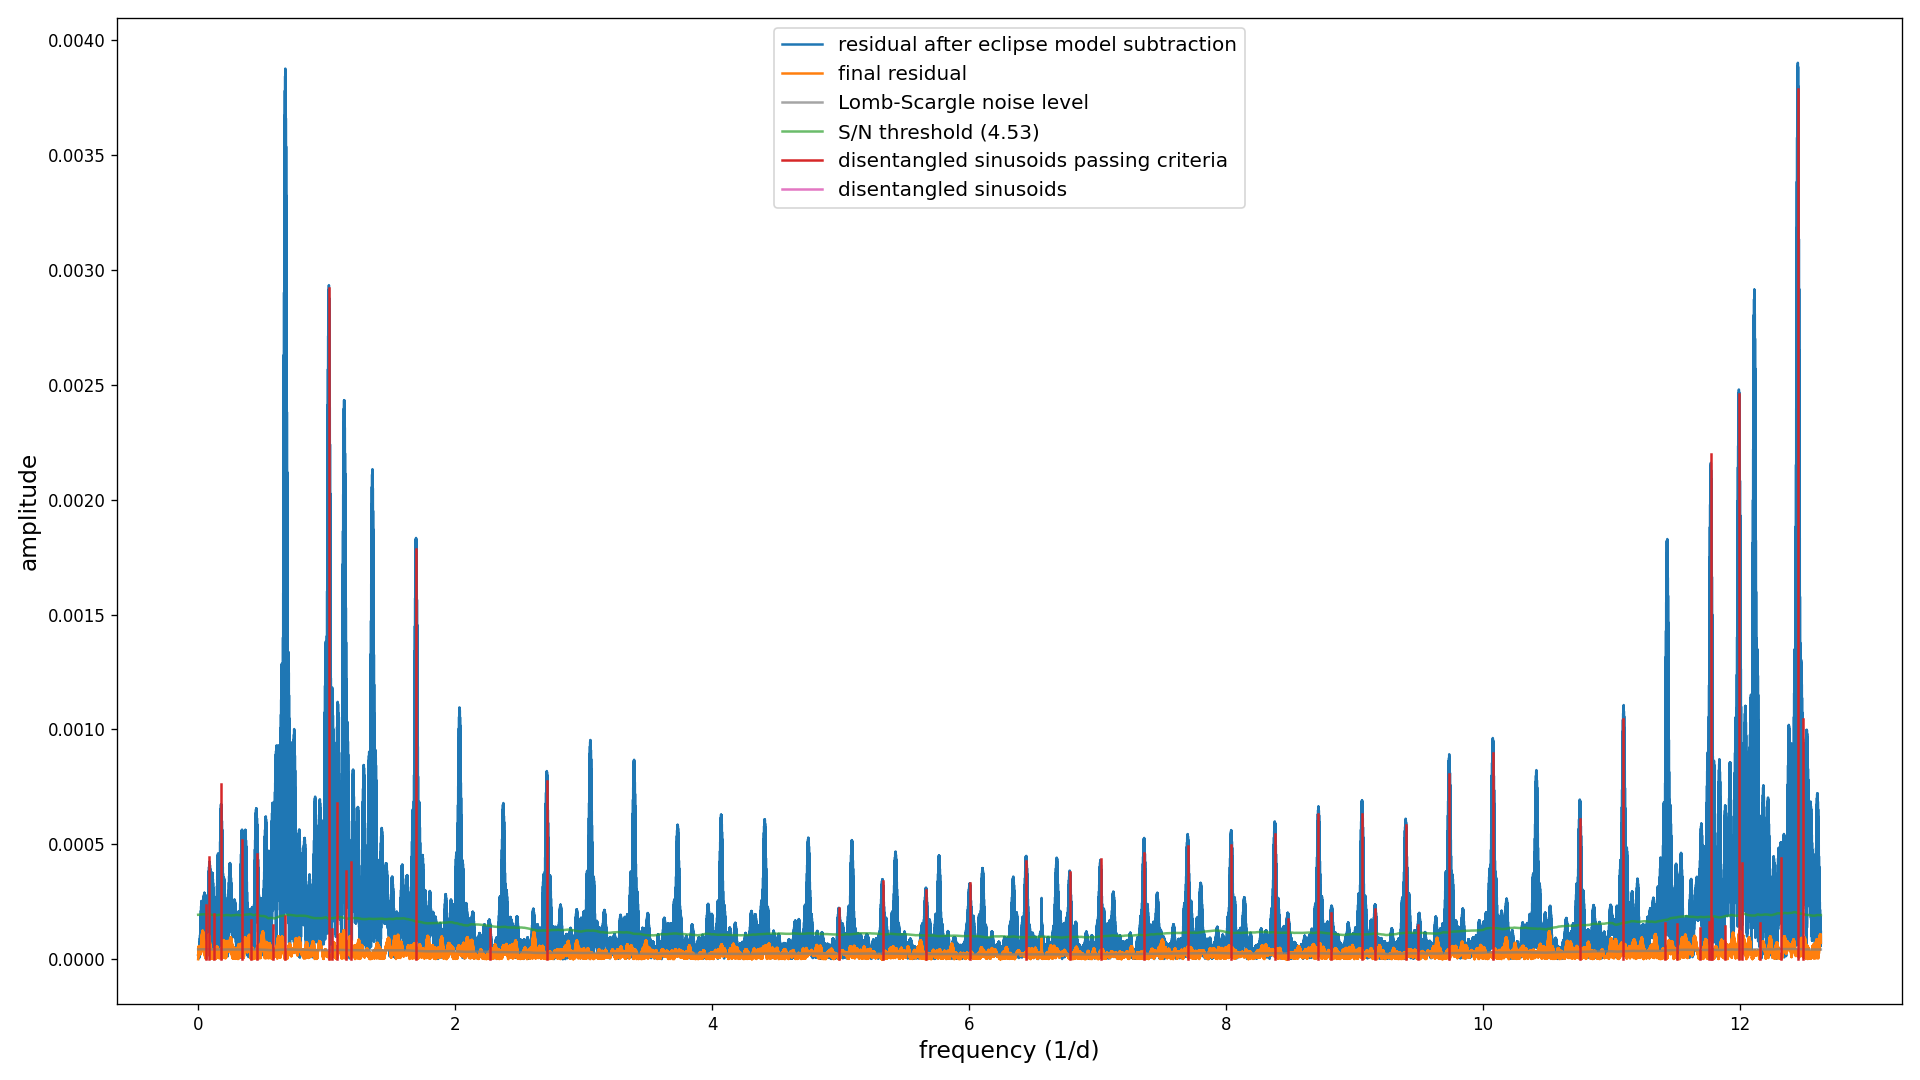 0.0040
0.0035
0.0030
0.0025
0.0020
0.0015
0.0010
0.0005
0.0000
amplitude
residual after eclipse model subtraction
final residual
Lomb-Scargle noise level
S/N threshold (4.53)
disentangled sinusoids passing criteria
disentangled sinusoids
0 2 4 6 8 10 12
frequency (1/d)